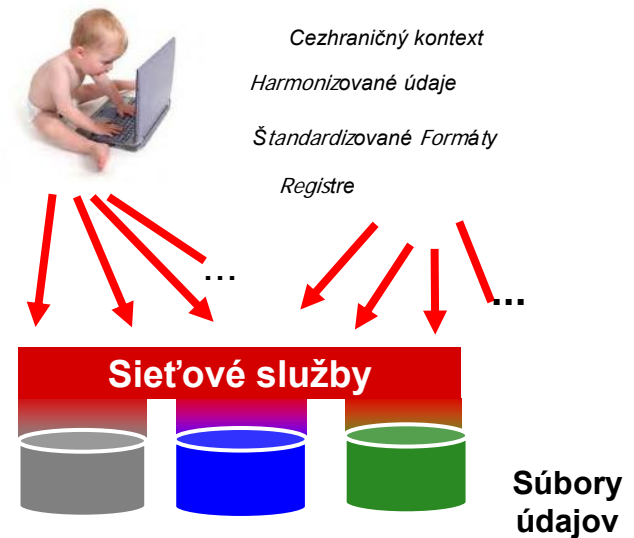 Cezhraničný kontext
Harmonizované údaje
Štandardizované Formáty
Registre
...
...
Sieťové služby
Súbory
údajov